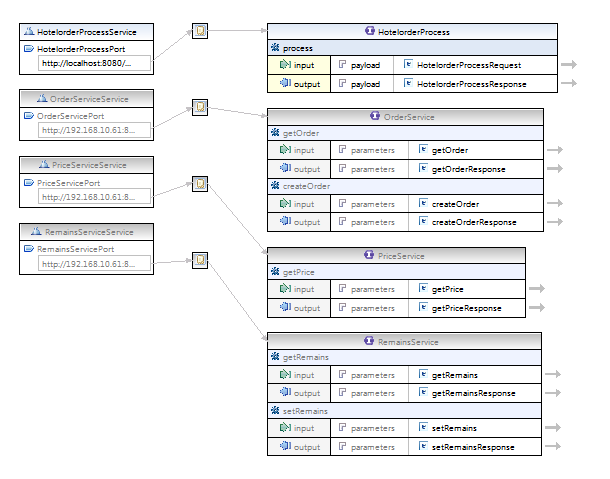 HotelorderProcessService
HotelorderProcessPort
http://localhost:8080/...
HotelorderProcess
process
input payload HotelorderProcessRequest
output payload HotelorderProcessResponse
OrderServiceService
OrderServicePort
http://192.168.10.61:8...
OrderService
getOrder
input parameters getOrder
output parameters getOrderResponse
createOrder
input parameters createOrder
output parameters createOrderResponse
PriceServiceService
PriceServicePort
http://192.168.10.61:8...
PriceService
getPrice
input parameters getPrice
output parameters getPriceResponse
RemainsServiceService
RemainsServicePort
http://192.168.10.61:8...
RemainsService
getRemains
input parameters getRemains
output parameters getRemainsResponse
setRemains
input parameters setRemains
output parameters setRemainsResponse